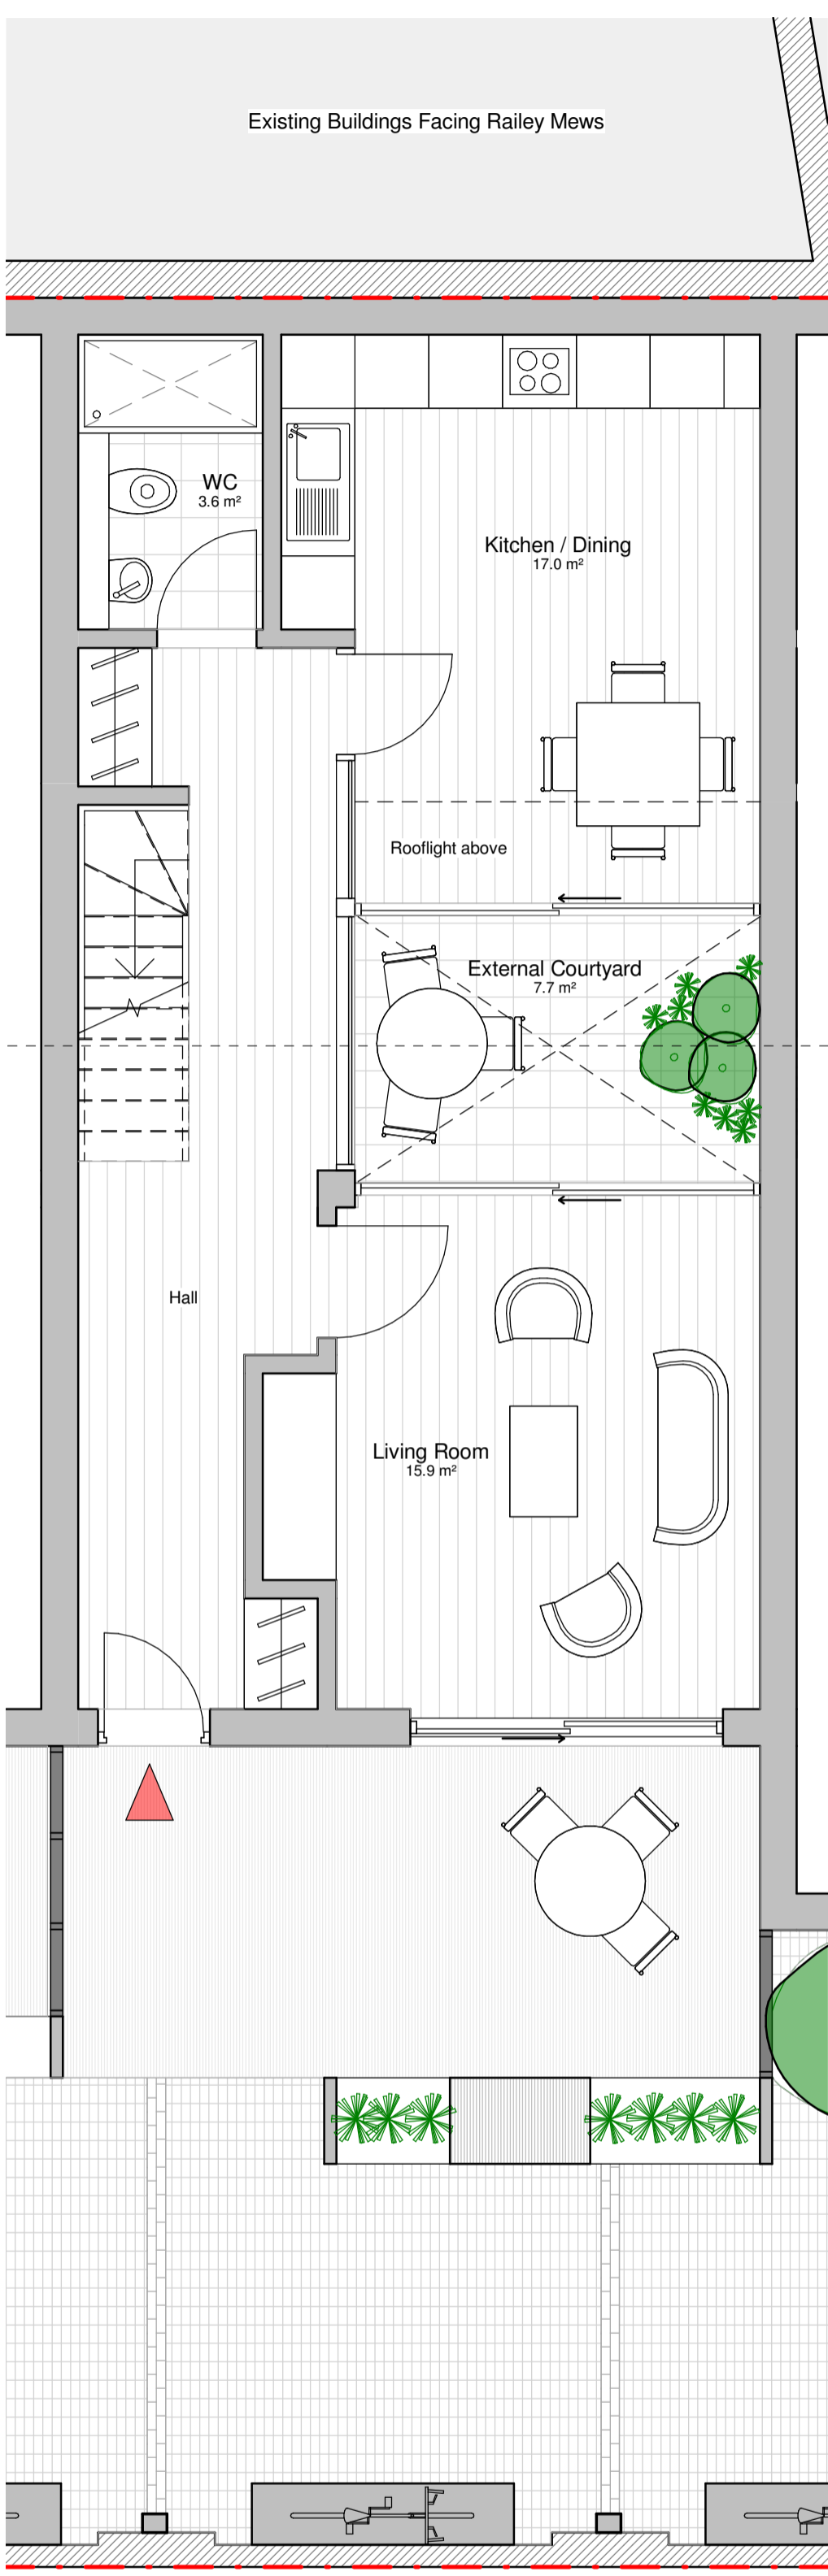 Existing Buildings Facing Railey Mews
WC
3.6 m²
Kitchen / Dining
17.0 m²
Rooflight above
External Courtyard
7.7 m²
Hall
Living Room
15.9 m²